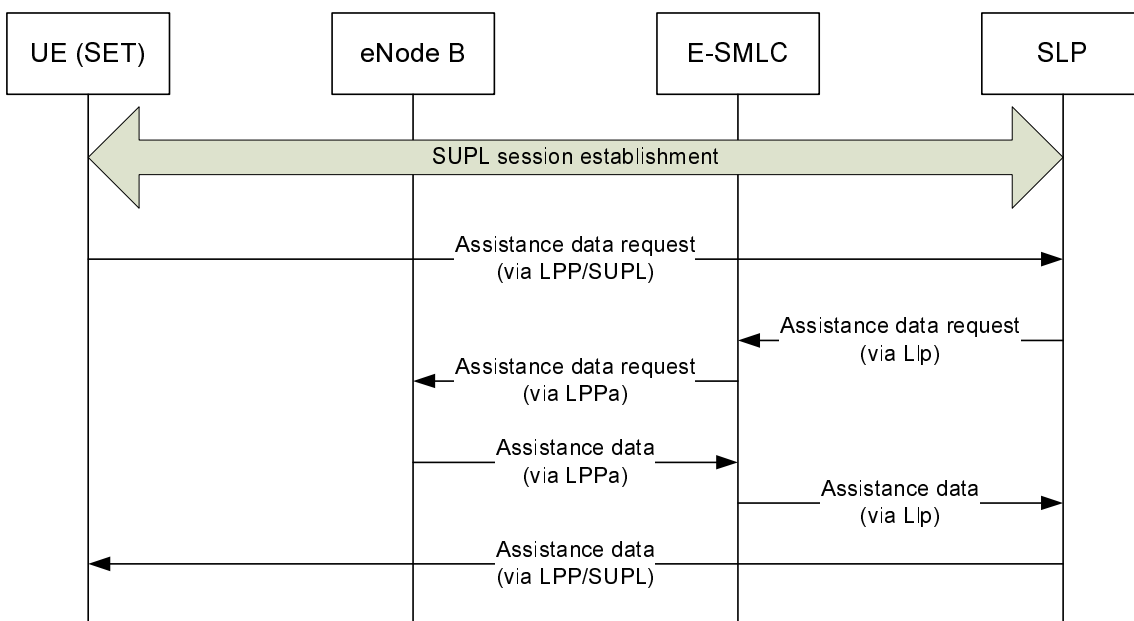 UE (SET)
eNode B
E-SMLC
SLP
SUPL session establishment
Assistance data request
(via LPP/SUPL)
Assistance data request
(via Llp)
Assistance data request
(via LPPa)
Assistance data
(via LPPa)
Assistance data
(via Llp)
Assistance data
(via LPP/SUPL)